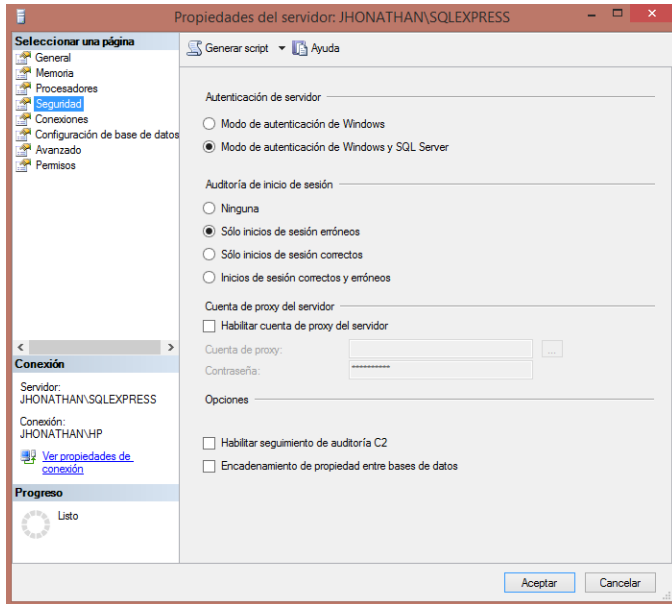 Propiedades del servidor: JHONATHAN\SQLEXPRESS
Seleccionar una página
General
Memoria
Procesadores
Seguridad
Conexiones
Configuración de base de datos
Avanzado
Permisos
Conexión
Servidor:
JHONATHAN\SQLEXPRESS
Conexión:
JHONATHAN\HP
Ver propiedades de
conexión
Progreso
Listo
Generar script Ayuda
Autenticación de servidor
Modo de autenticación de Windows
Modo de autenticación de Windows y SQL Server
Auditoría de inicio de sesión
Ninguna
Sólo inicios de sesión erróneos
Sólo inicios de sesión correctos
Inicios de sesión correctos y erróneos
Cuenta de proxy del servidor
Habilitar cuenta de proxy del servidor
Cuenta de proxy: ...
Contraseña: **********
Opciones
Habilitar seguimiento de auditoría C2
Encadenamiento de propiedad entre bases de datos
Aceptar Cancelar